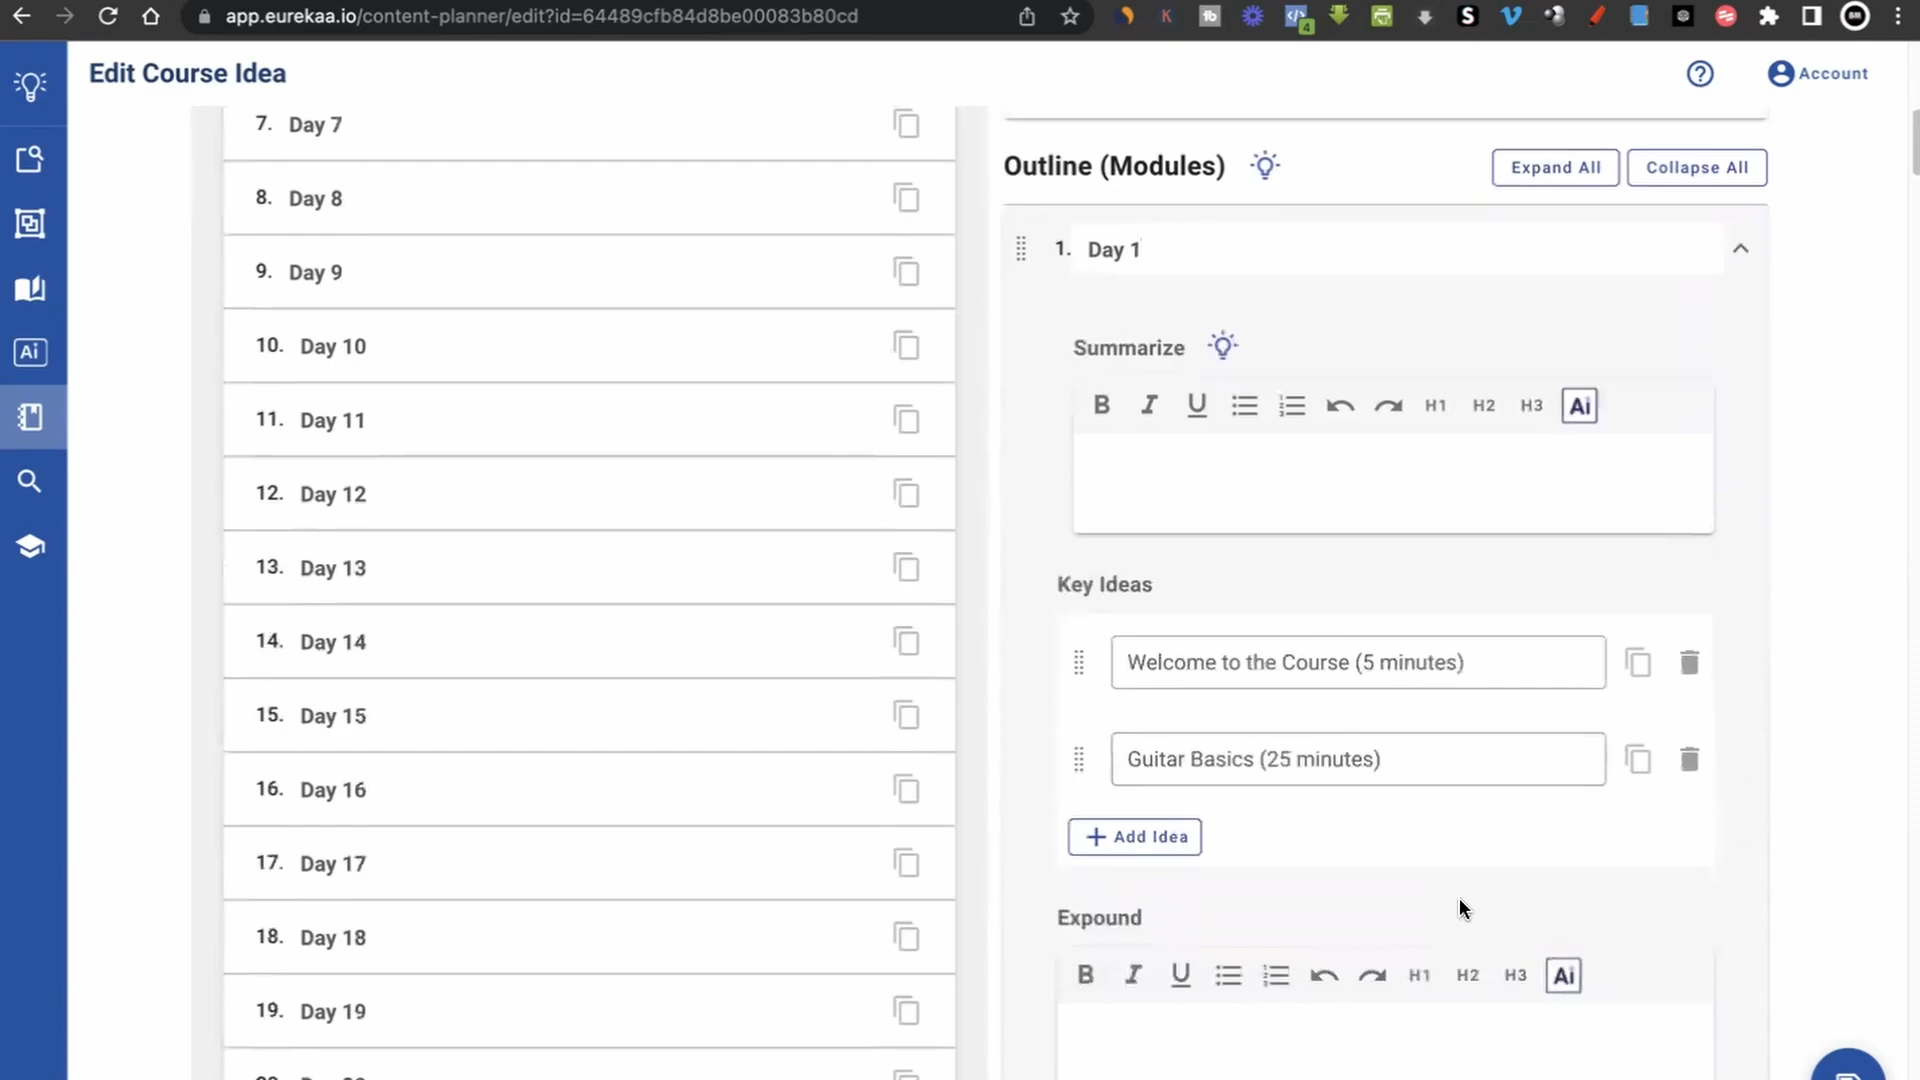 app.eurekaa.io/content-planner/edit?id=64489cfb84d8be00083b80cd
Edit Course Idea
Account
7. Day 7
8. Day 8
9. Day 9
10. Day 10
11. Day 11
12. Day 12
13. Day 13
14. Day 14
15. Day 15
16. Day 16
17. Day 17
18. Day 18
19. Day 19
Outline (Modules)
Expand All
Collapse All
1. Day 1
Summarize
B I U H1 H2 H3 Ai
Key Ideas
Welcome to the Course (5 minutes)
Guitar Basics (25 minutes)
+ Add Idea
Expound
B I U H1 H2 H3 Ai
Ai